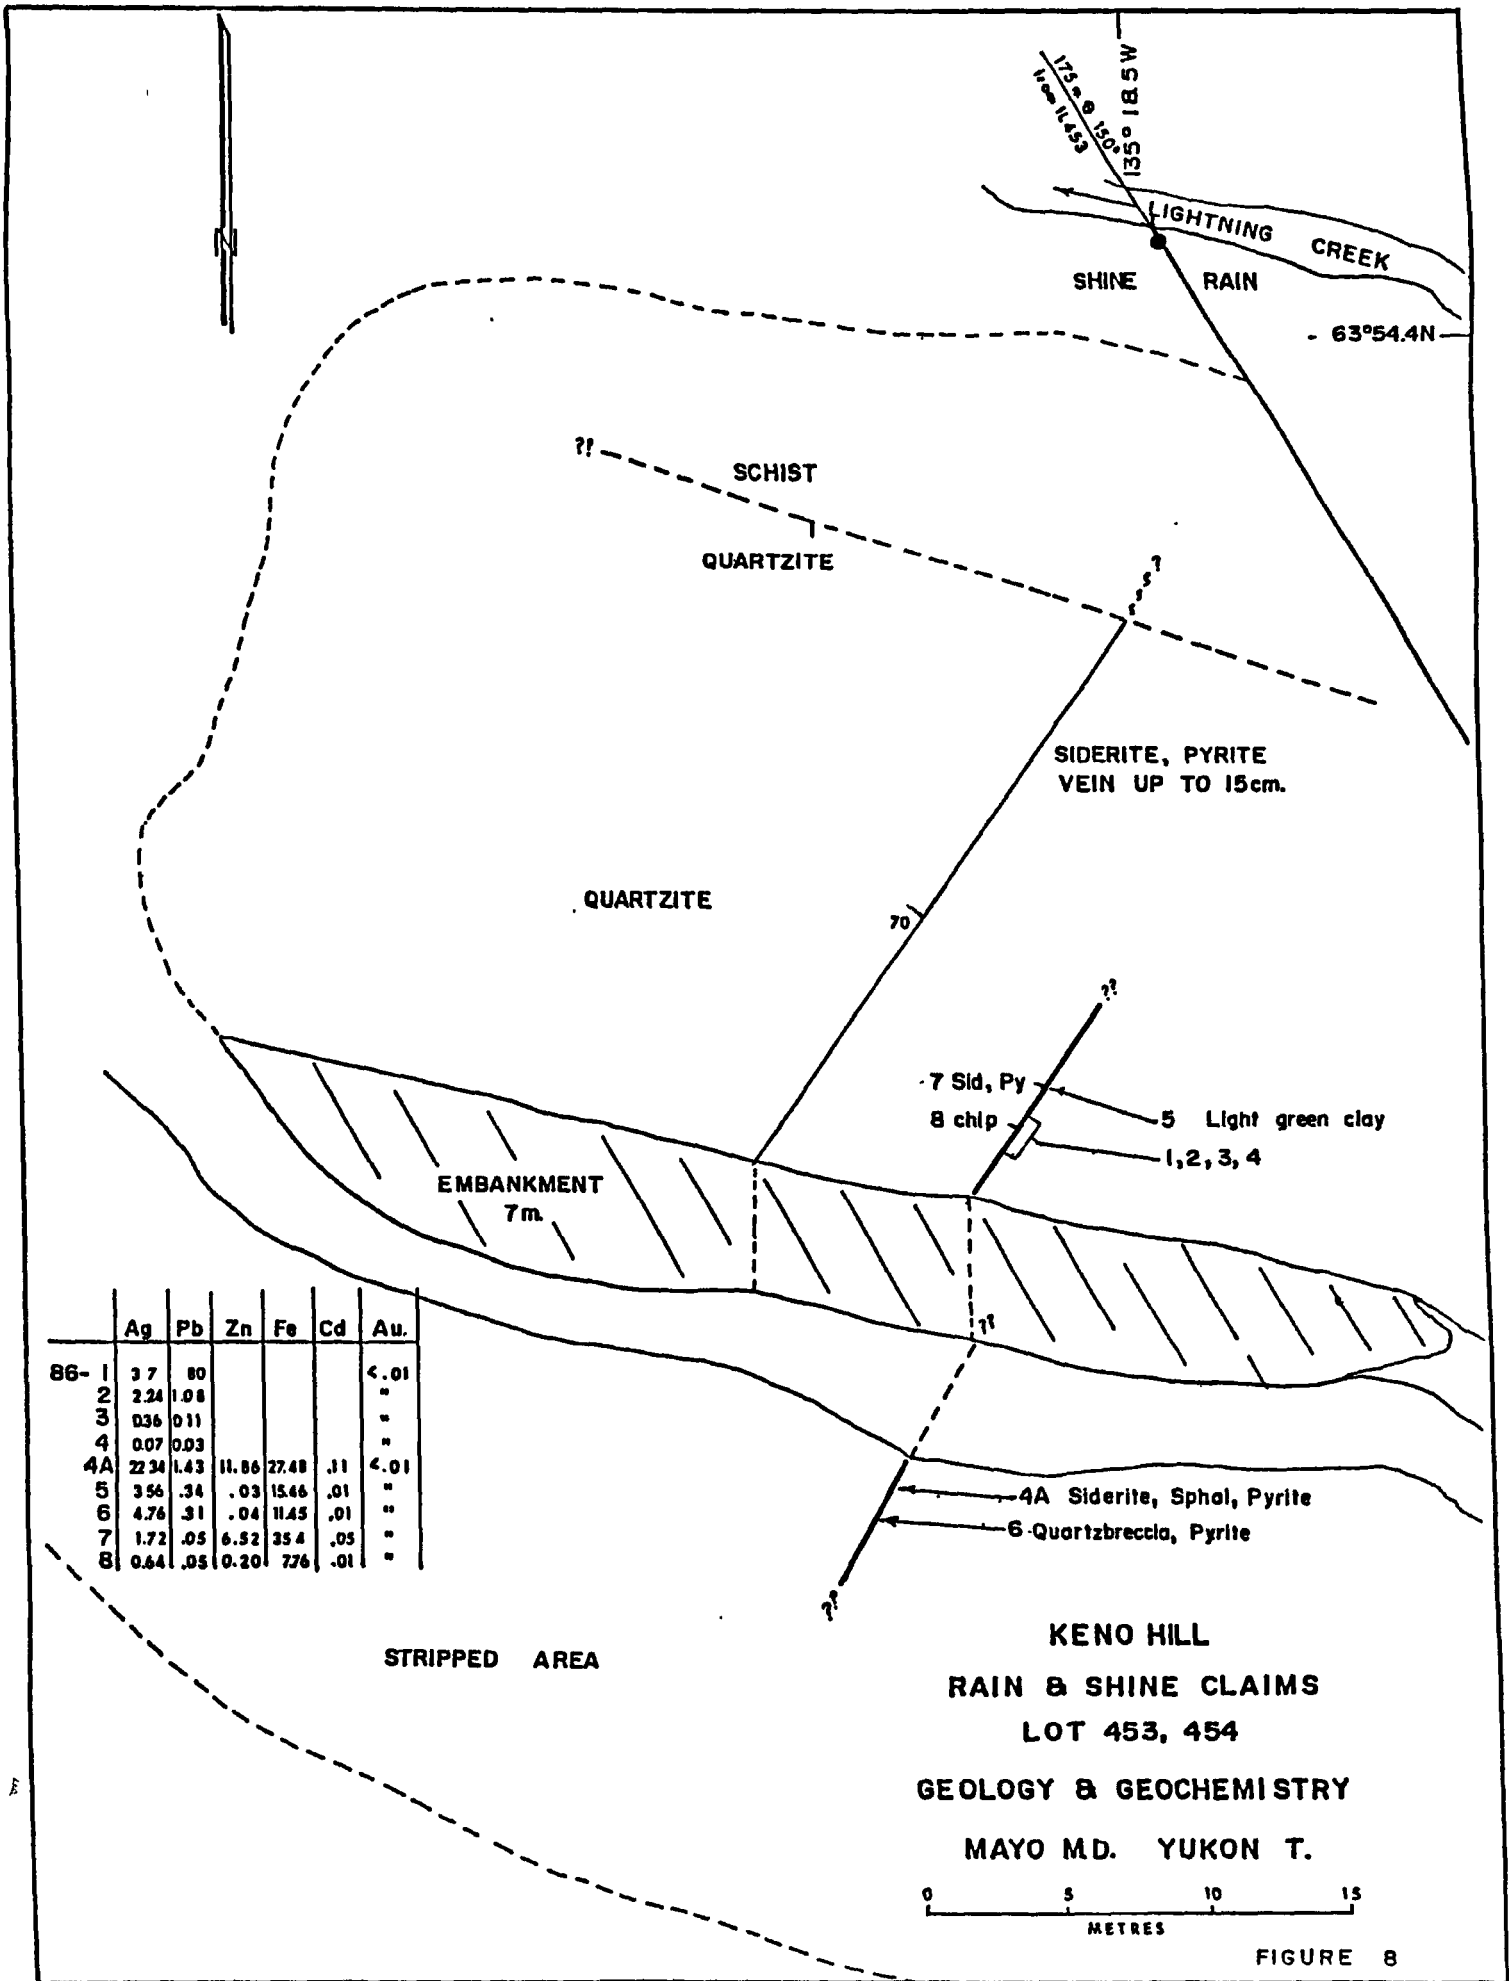 175m @ 150°
from 1L453
135° 18.5W
LIGHTNING CREEK
SHINE RAIN
63°54.4N
N
?? SCHIST
QUARTZITE
?
SIDERITE, PYRITE
VEIN UP TO 15cm.
QUARTZITE
70
??
7 Sid, Py
8 chip
5 Light green clay
1,2,3,4
EMBANKMENT
7m.
??
Ag Pb Zn Fe Cd Au.
86-1 3 7 80 <.01
2 2.24 1.08 "
3 0.36 0 11 "
4 0.07 0.03 "
4A 22 34 1.43 11.86 27.48 .11 <.01
5 3 56 .34 .03 15.46 .01 "
6 4.76 .31 .04 11.45 .01 "
7 1.72 .05 6.52 35 4 .05 "
8 0.64 .05 0.20 7.76 .01 "
4A Siderite, Sphal, Pyrite
6 Quartzbreccia, Pyrite
??
STRIPPED AREA
KENO HILL
RAIN & SHINE CLAIMS
LOT 453, 454
GEOLOGY & GEOCHEMISTRY
MAYO M.D. YUKON T.
0 5 10 15
METRES
FIGURE 8